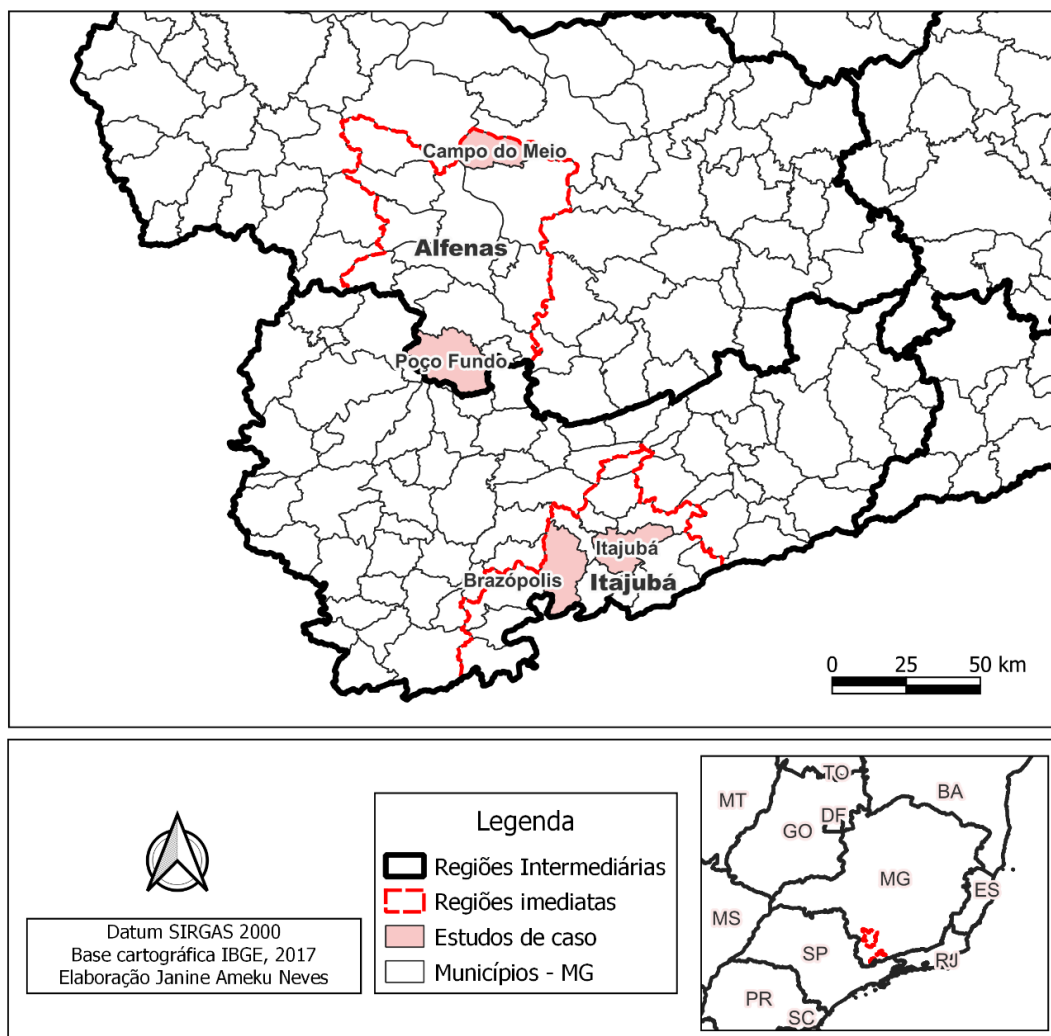 Campo do Meio
Alfenas
Poço Fundo
Itajubá
Brazópolis
Itajubá
0 25 50 km
Legenda
Regiões Intermediárias
Regiões imediatas
Estudos de caso
Municípios - MG
Datum SIRGAS 2000
Base cartográfica IBGE, 2017
Elaboração Janine Ameku Neves
TO
MT
BA
DF
GO
MG
ES
MS
SP
RJ
PR
SC